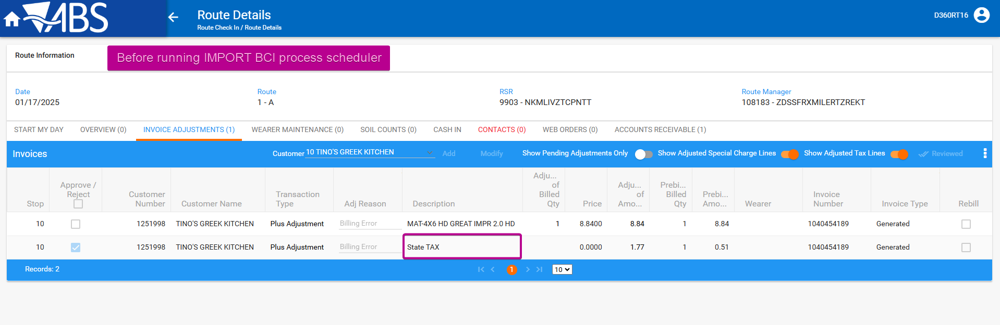 ABS
Route Details
Route Check In / Route Details
D360RT16
Route Information
Before running IMPORT BCI process scheduler
Date
01/17/2025
Route
1 - A
RSR
9903 - NKMLIVZTCPNTT
Route Manager
108183 - ZDSSFRXMILERTZREKT
START MY DAY OVERVIEW (0) INVOICE ADJUSTMENTS (1) WEARER MAINTENANCE (0) SOIL COUNTS (0) CASH IN CONTACTS (0) WEB ORDERS (0) ACCOUNTS RECEIVABLE (1)
Invoices Customer 10 TINO'S GREEK KITCHEN Add Modify Show Pending Adjustments Only Show Adjusted Special Charge Lines Show Adjusted Tax Lines Reviewed
Stop
Approve /
Reject
Customer
Number
Customer Name
Transaction
Type
Adj Reason
Description
Adju...
of
Billed
Qty
Price
Adju...
of
Amo...
Prebi...
Billed
Qty
Prebi...
Amo...
Wearer
Invoice
Number
Invoice Type
Rebill
10 1251998 TINO'S GREEK KITCHEN Plus Adjustment Billing Error MAT-4X6 HD GREAT IMPR 2.0 HD 1 8.8400 8.84 1 8.84 1040454189 Generated
10 1251998 TINO'S GREEK KITCHEN Plus Adjustment Billing Error State TAX 0.0000 1.77 1 0.51 1040454189 Generated
Records: 2 1 10